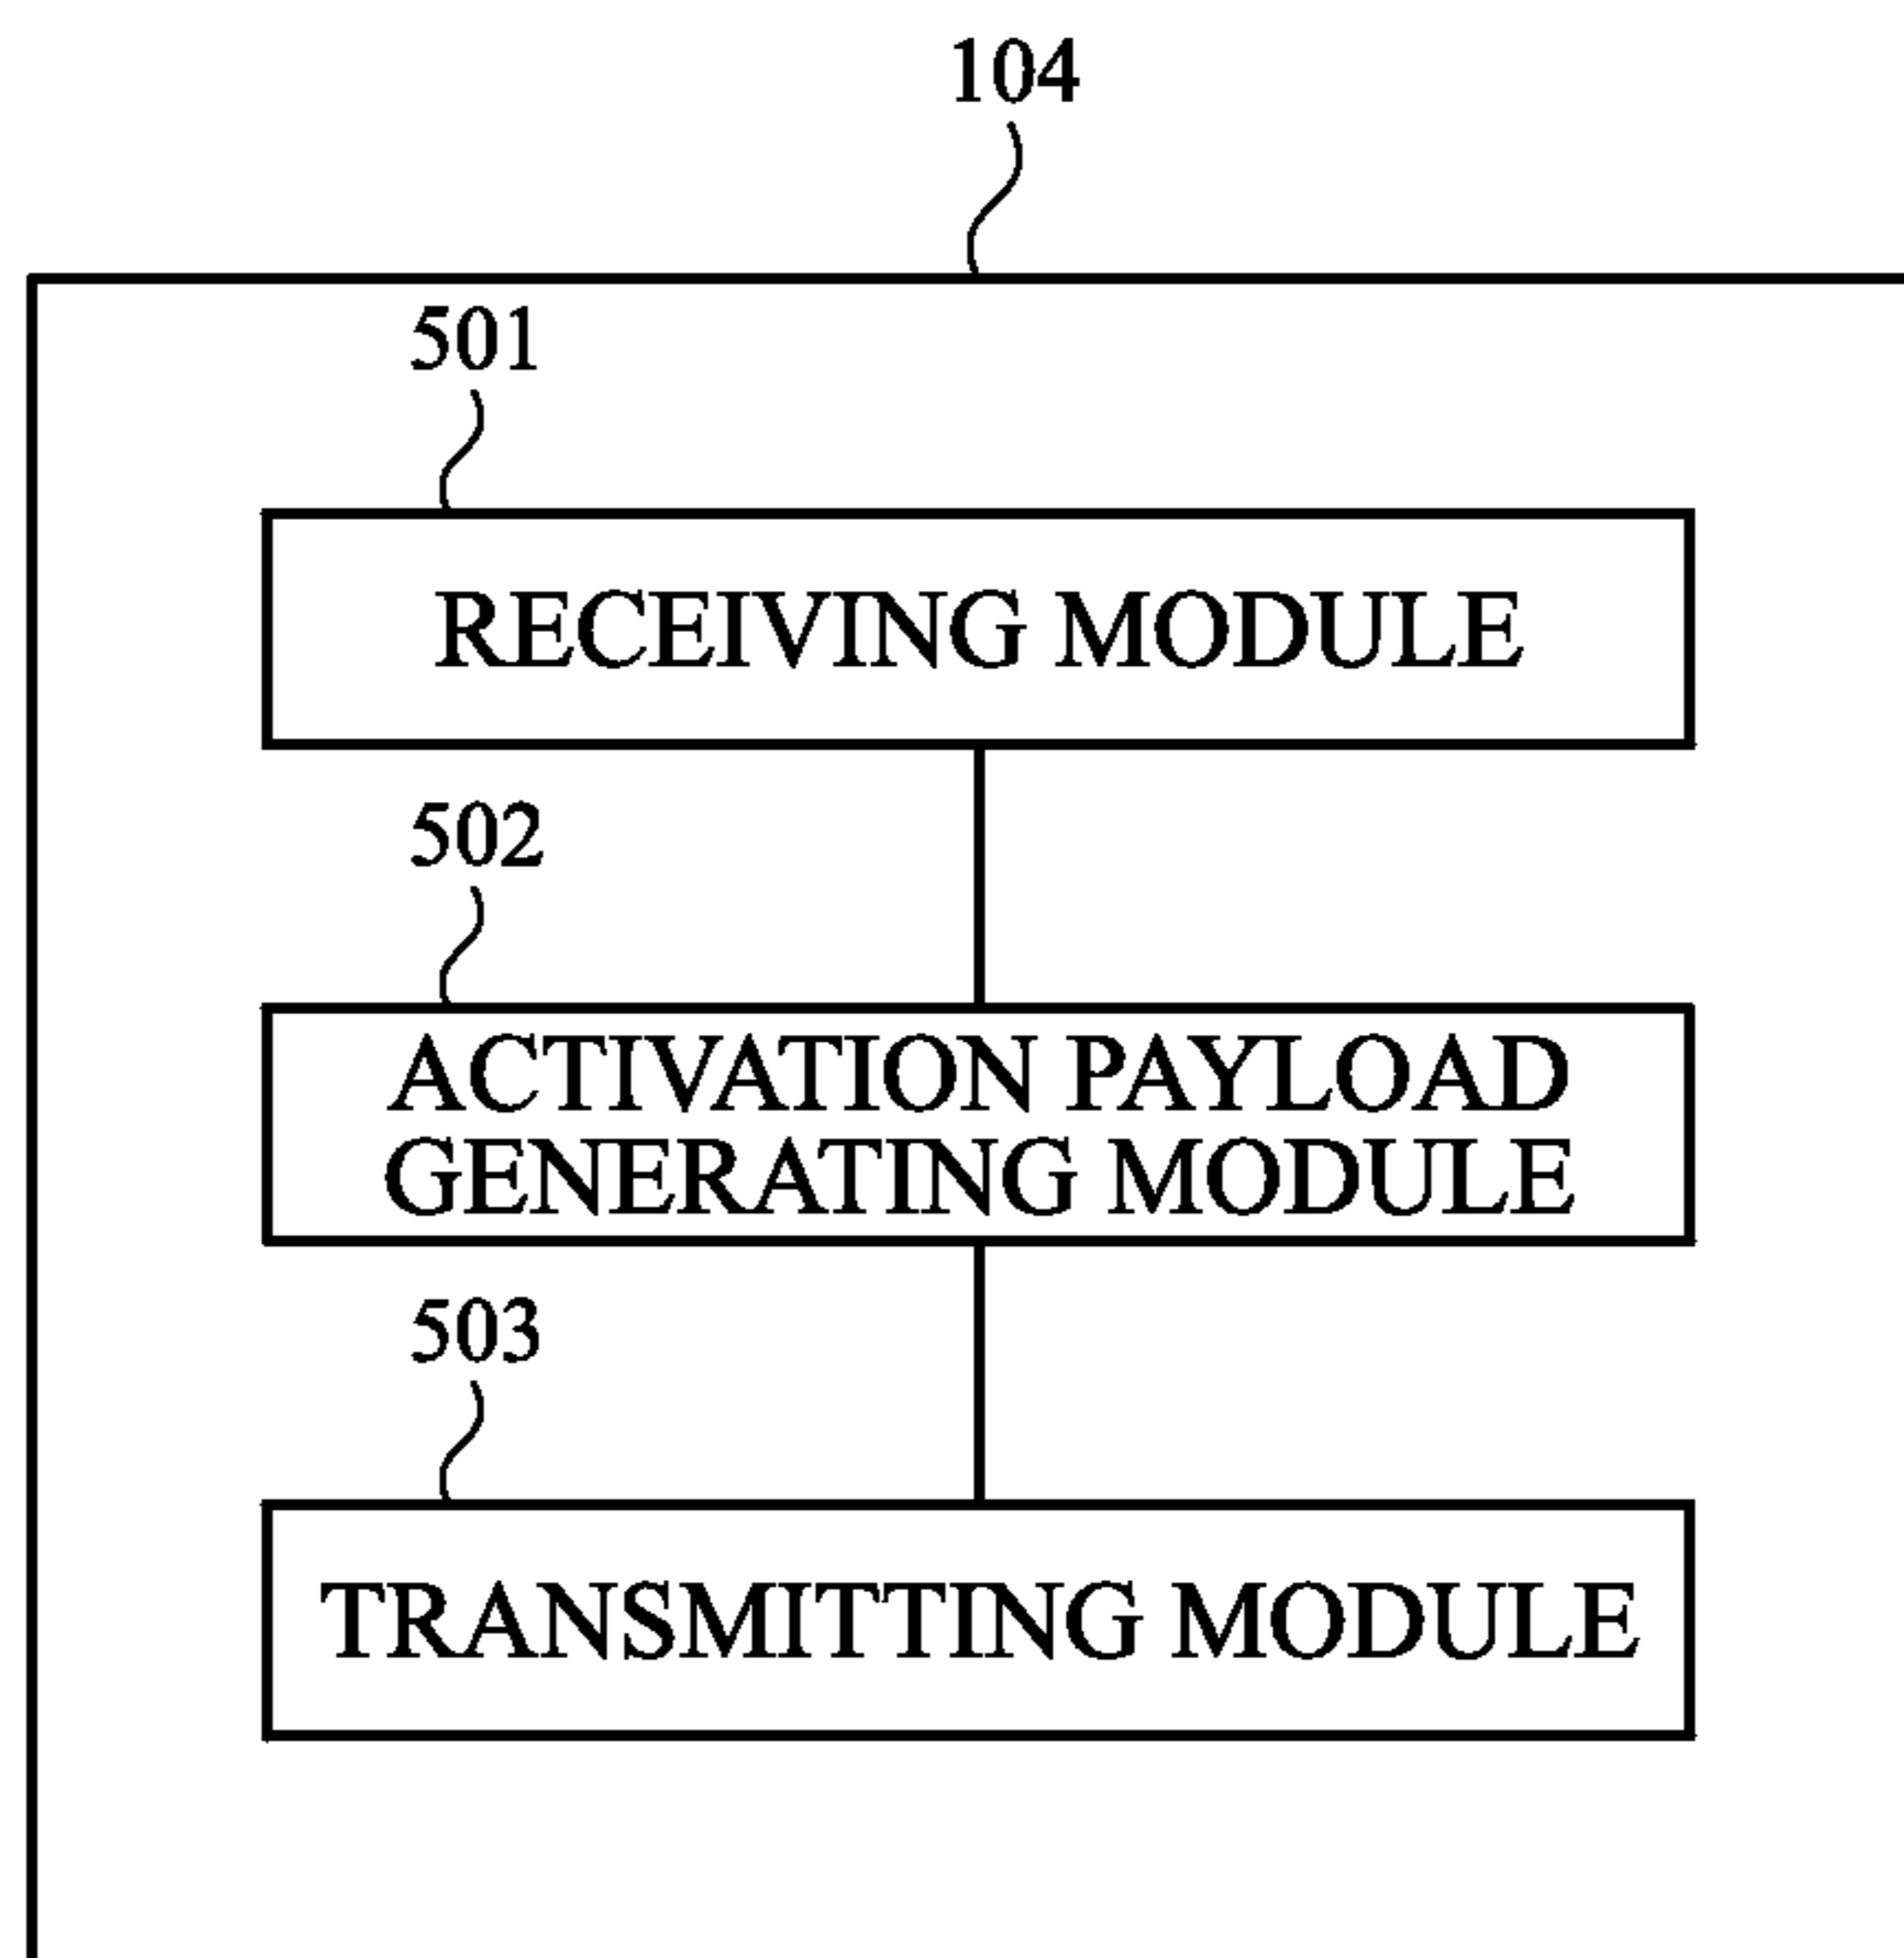 104
501
RECEIVING MODULE
502
ACTIVATION PAYLOAD
GENERATING MODULE
503
TRANSMITTING MODULE